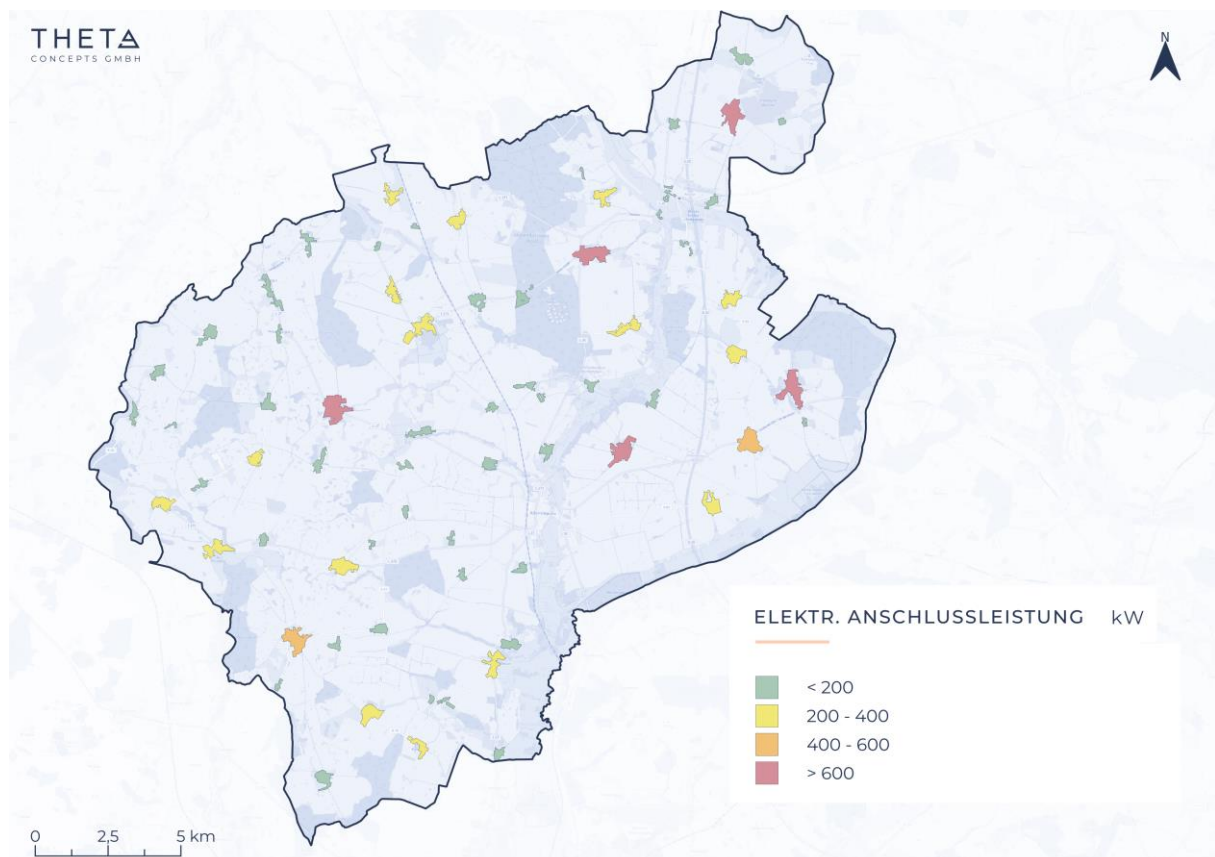 THETA
CONCEPTS GMBH
N
ELEKTR. ANSCHLUSSLEISTUNG kW
< 200
200 - 400
400 - 600
> 600
0 2,5 5 km